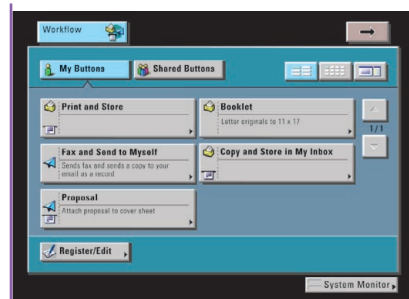 Workflow
My Buttons
Shared Buttons
Print and Store
Booklet
Letter originals to 11 x 17
1/1
Fax and Send to Myself
Sends fax and sends a copy to your
email as a record
Copy and Store in My Inbox
Proposal
Attach proposal to cover sheet
Register/Edit
System Monitor